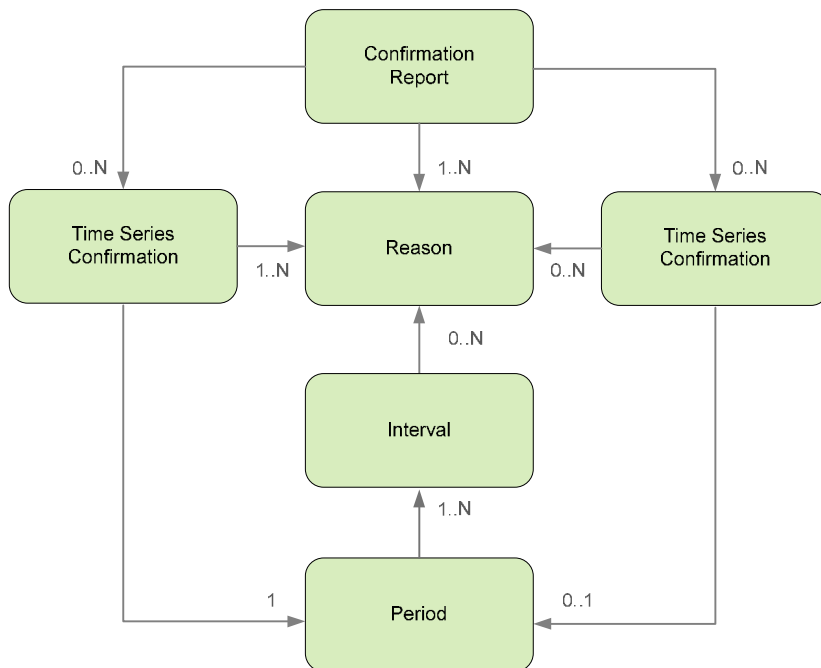 Confirmation
Report
0..N
1..N
0..N
Time Series
Confirmation
Reason
Time Series
Confirmation
1..N
0..N
0..N
Interval
1..N
1
0..1
Period